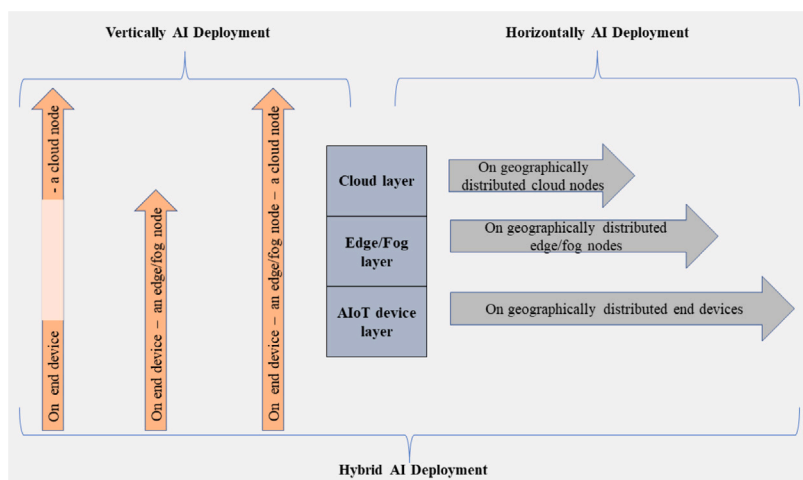 Vertically AI Deployment
Horizontally AI Deployment
On end device
- a cloud node
On end device – an edge/fog node
On end device – an edge/fog node – a cloud node
Cloud layer
Edge/Fog
layer
AIoT device
layer
On geographically
distributed cloud nodes
On geographically distributed
edge/fog nodes
On geographically distributed end devices
Hybrid AI Deployment